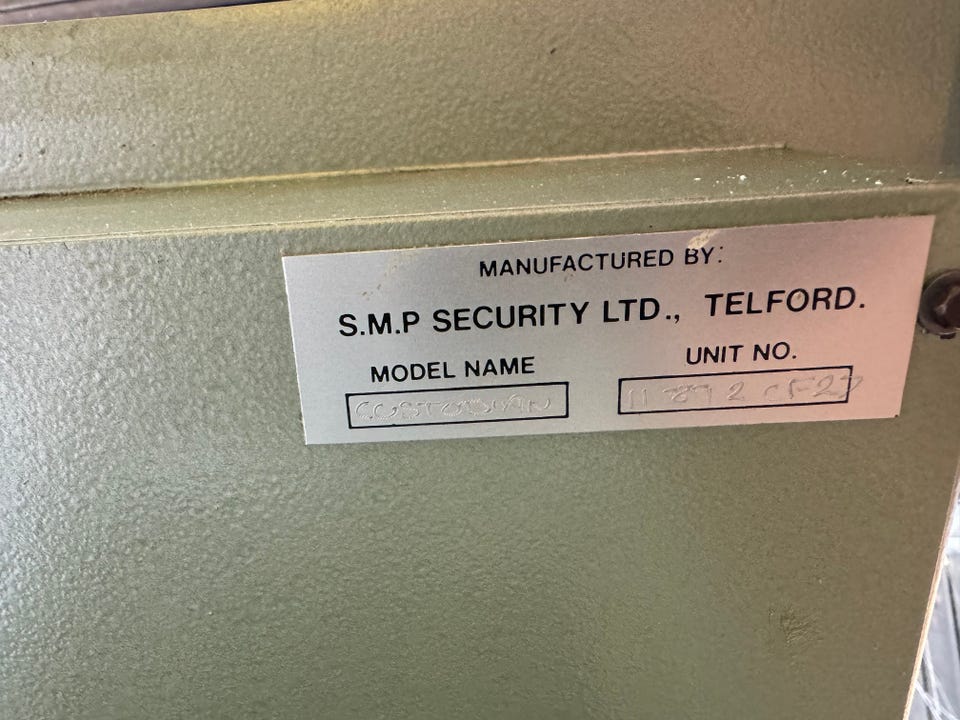 MANUFACTURED BY:
S.M.P SECURITY LTD., TELFORD.
MODEL NAME UNIT NO.
CUSTODIAN